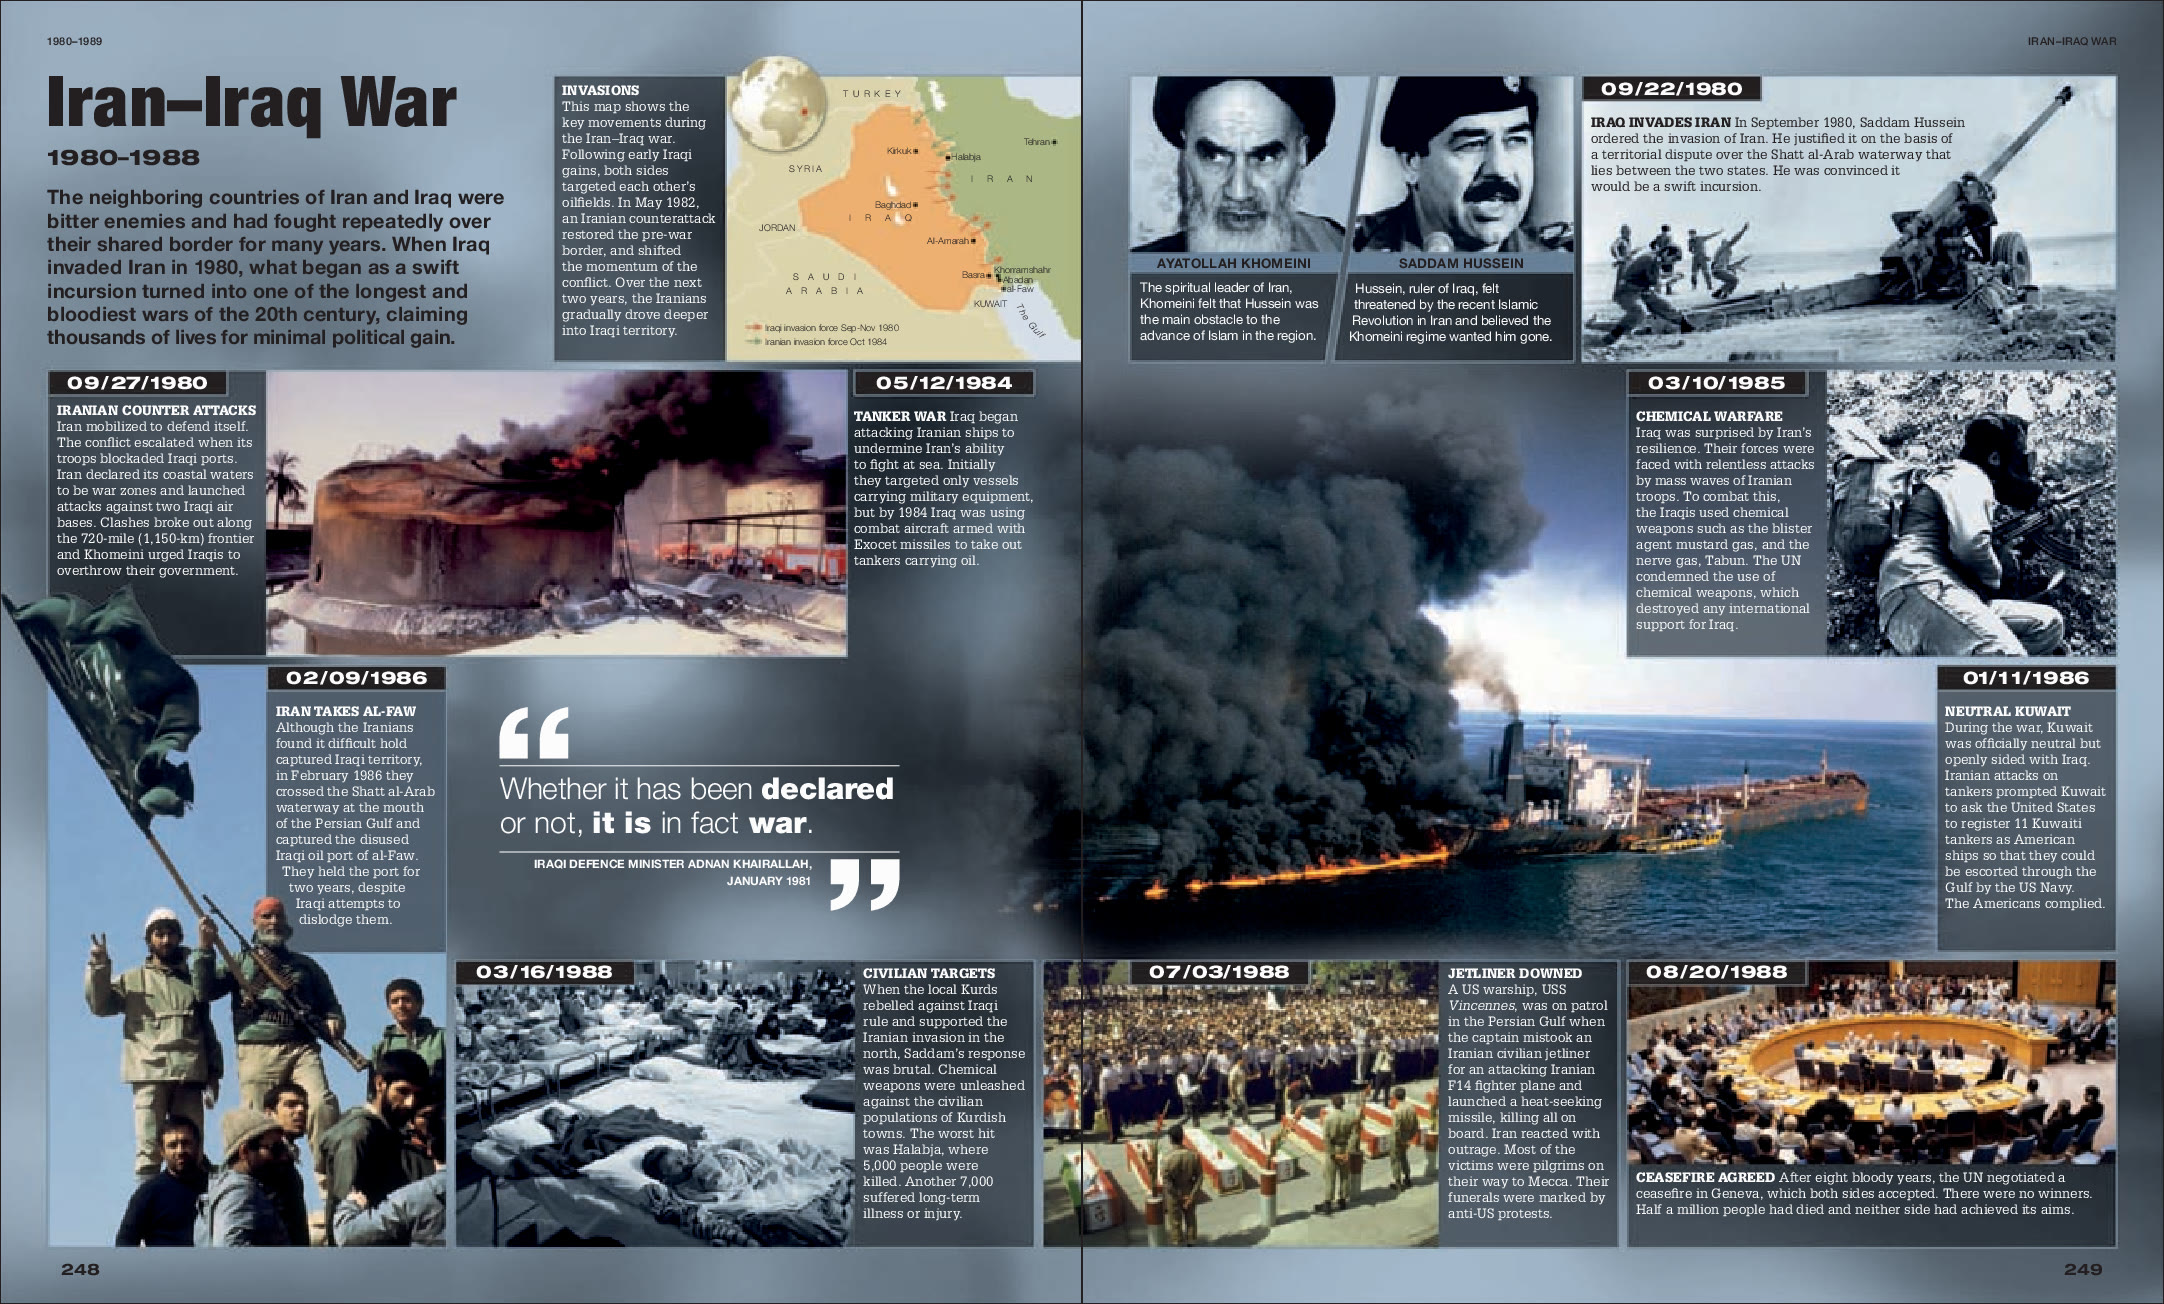 1980–1989
IRAN–IRAQ WAR
Iran–Iraq War
1980–1988
The neighboring countries of Iran and Iraq were
bitter enemies and had fought repeatedly over
their shared border for many years. When Iraq
invaded Iran in 1980, what began as a swift
incursion turned into one of the longest and
bloodiest wars of the 20th century, claiming
thousands of lives for minimal political gain.
INVASIONS
This map shows the
key movements during
the Iran–Iraq war.
Following early Iraqi
gains, both sides
targeted each other's
oilfields. In May 1982,
an Iranian counterattack
restored the pre-war
border, and shifted
the momentum of the
conflict. Over the next
two years, the Iranians
gradually drove deeper
into Iraqi territory.
TURKEY
Tehran
Kirkuk
Halabja
SYRIA
IRAN
Baghdad
IRAQ
JORDAN
Al-Amarah
Khorramshahr
Basra
Abadan
al-Faw
SAUDI
ARABIA
KUWAIT
The Gulf
Iraqi invasion force Sep-Nov 1980
Iranian invasion force Oct 1984
AYATOLLAH KHOMEINI
The spiritual leader of Iran,
Khomeini felt that Hussein was
the main obstacle to the
advance of Islam in the region.
SADDAM HUSSEIN
Hussein, ruler of Iraq, felt
threatened by the recent Islamic
Revolution in Iran and believed the
Khomeini regime wanted him gone.
09/22/1980
IRAQ INVADES IRAN In September 1980, Saddam Hussein
ordered the invasion of Iran. He justified it on the basis of
a territorial dispute over the Shatt al-Arab waterway that
lies between the two states. He was convinced it
would be a swift incursion.
09/27/1980
IRANIAN COUNTER ATTACKS
Iran mobilized to defend itself.
The conflict escalated when its
troops blockaded Iraqi ports.
Iran declared its coastal waters
to be war zones and launched
attacks against two Iraqi air
bases. Clashes broke out along
the 720-mile (1,150-km) frontier
and Khomeini urged Iraqis to
overthrow their government.
05/12/1984
TANKER WAR Iraq began
attacking Iranian ships to
undermine Iran's ability
to fight at sea. Initially
they targeted only vessels
carrying military equipment,
but by 1984 Iraq was using
combat aircraft armed with
Exocet missiles to take out
tankers carrying oil.
03/10/1985
CHEMICAL WARFARE
Iraq was surprised by Iran's
resilience. Their forces were
faced with relentless attacks
by mass waves of Iranian
troops. To combat this,
the Iraqis used chemical
weapons such as the blister
agent mustard gas, and the
nerve gas, Tabun. The UN
condemned the use of
chemical weapons, which
destroyed any international
support for Iraq.
02/09/1986
IRAN TAKES AL-FAW
Although the Iranians
found it difficult hold
captured Iraqi territory,
in February 1986 they
crossed the Shatt al-Arab
waterway at the mouth
of the Persian Gulf and
captured the disused
Iraqi oil port of al-Faw.
They held the port for
two years, despite
Iraqi attempts to
dislodge them.
“
Whether it has been declared
or not, it is in fact war.
IRAQI DEFENCE MINISTER ADNAN KHAIRALLAH,
JANUARY 1981
”
01/11/1986
NEUTRAL KUWAIT
During the war, Kuwait
was officially neutral but
openly sided with Iraq.
Iranian attacks on
tankers prompted Kuwait
to ask the United States
to register 11 Kuwaiti
tankers as American
ships so that they could
be escorted through the
Gulf by the US Navy.
The Americans complied.
03/16/1988
CIVILIAN TARGETS
When the local Kurds
rebelled against Iraqi
rule and supported the
Iranian invasion in the
north, Saddam's response
was brutal. Chemical
weapons were unleashed
against the civilian
populations of Kurdish
towns. The worst hit
was Halabja, where
5,000 people were
killed. Another 7,000
suffered long-term
illness or injury.
07/03/1988
JETLINER DOWNED
A US warship, USS
Vincennes, was on patrol
in the Persian Gulf when
the captain mistook an
Iranian civilian jetliner
for an attacking Iranian
F14 fighter plane and
launched a heat-seeking
missile, killing all on
board. Iran reacted with
outrage. Most of the
victims were pilgrims on
their way to Mecca. Their
funerals were marked by
anti-US protests.
08/20/1988
CEASEFIRE AGREED After eight bloody years, the UN negotiated a
ceasefire in Geneva, which both sides accepted. There were no winners.
Half a million people had died and neither side had achieved its aims.
248
249